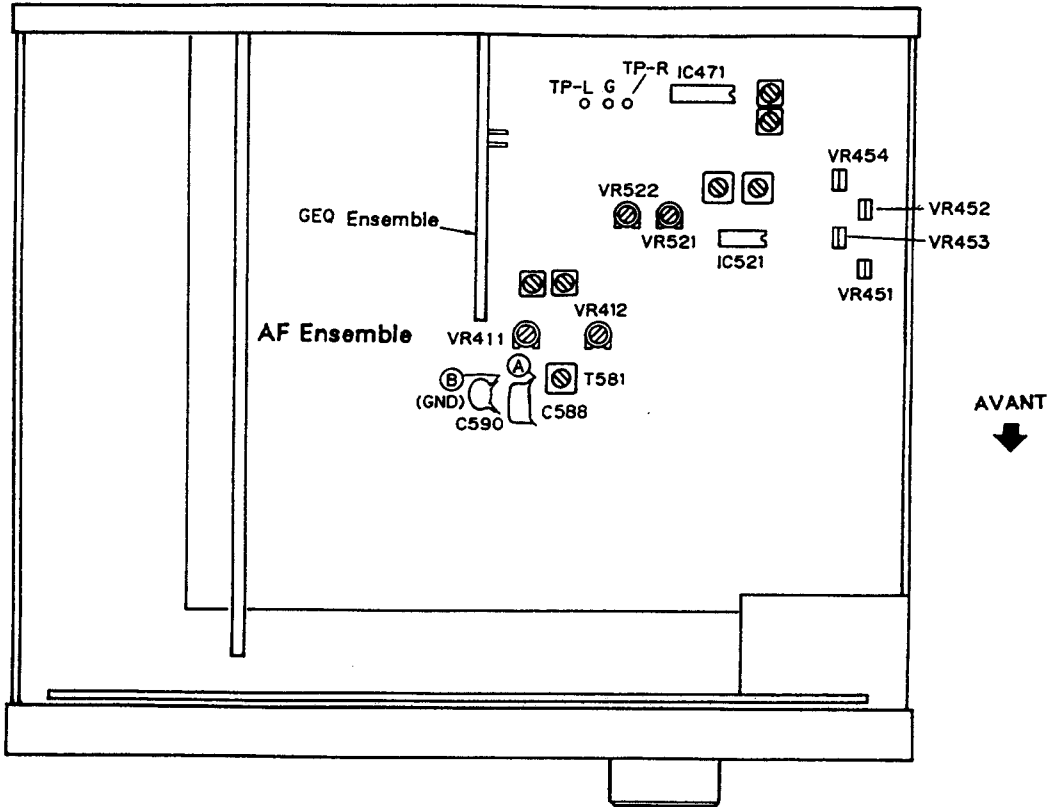 TP-L G TP-R IC471
VR454
VR522
VR452
GEQ Ensemble
VR521
VR453
IC521
VR451
VR412
AF Ensemble
VR411
A
B
T581
(GND)
C590
C588
AVANT